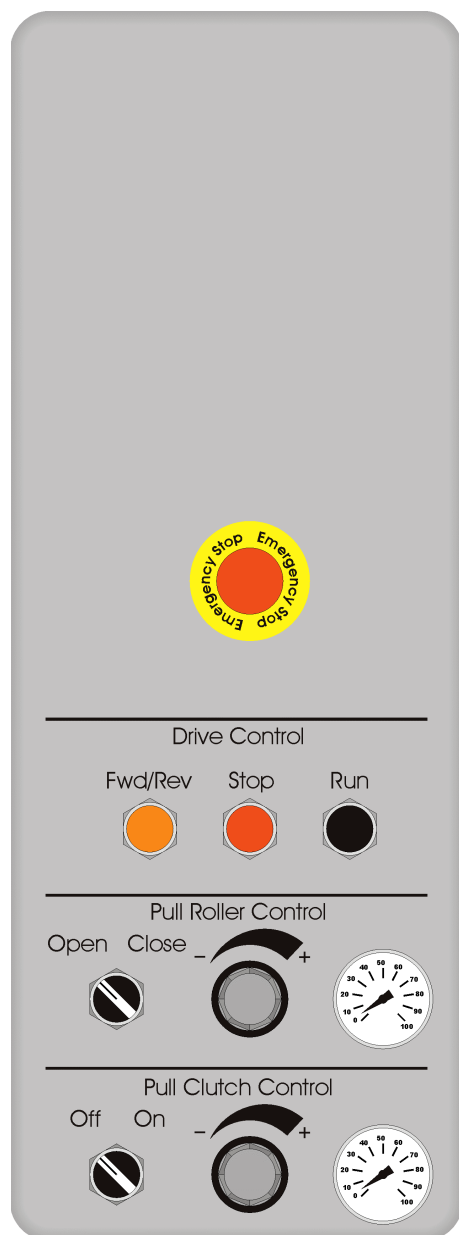 Emergency Stop Emergency Stop
Drive Control
Fwd/Rev Stop Run
Pull Roller Control
Open Close
− +
0 10 20 30 40 50 60 70 80 90 100
Pull Clutch Control
Off On
− +
0 10 20 30 40 50 60 70 80 90 100